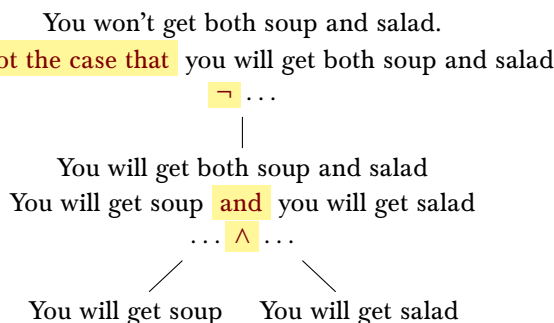 You won’t get both soup and salad.
ot the case that you will get both soup and salad
¬ ...
You will get both soup and salad
You will get soup and you will get salad
... ∧ ...
You will get soup You will get salad